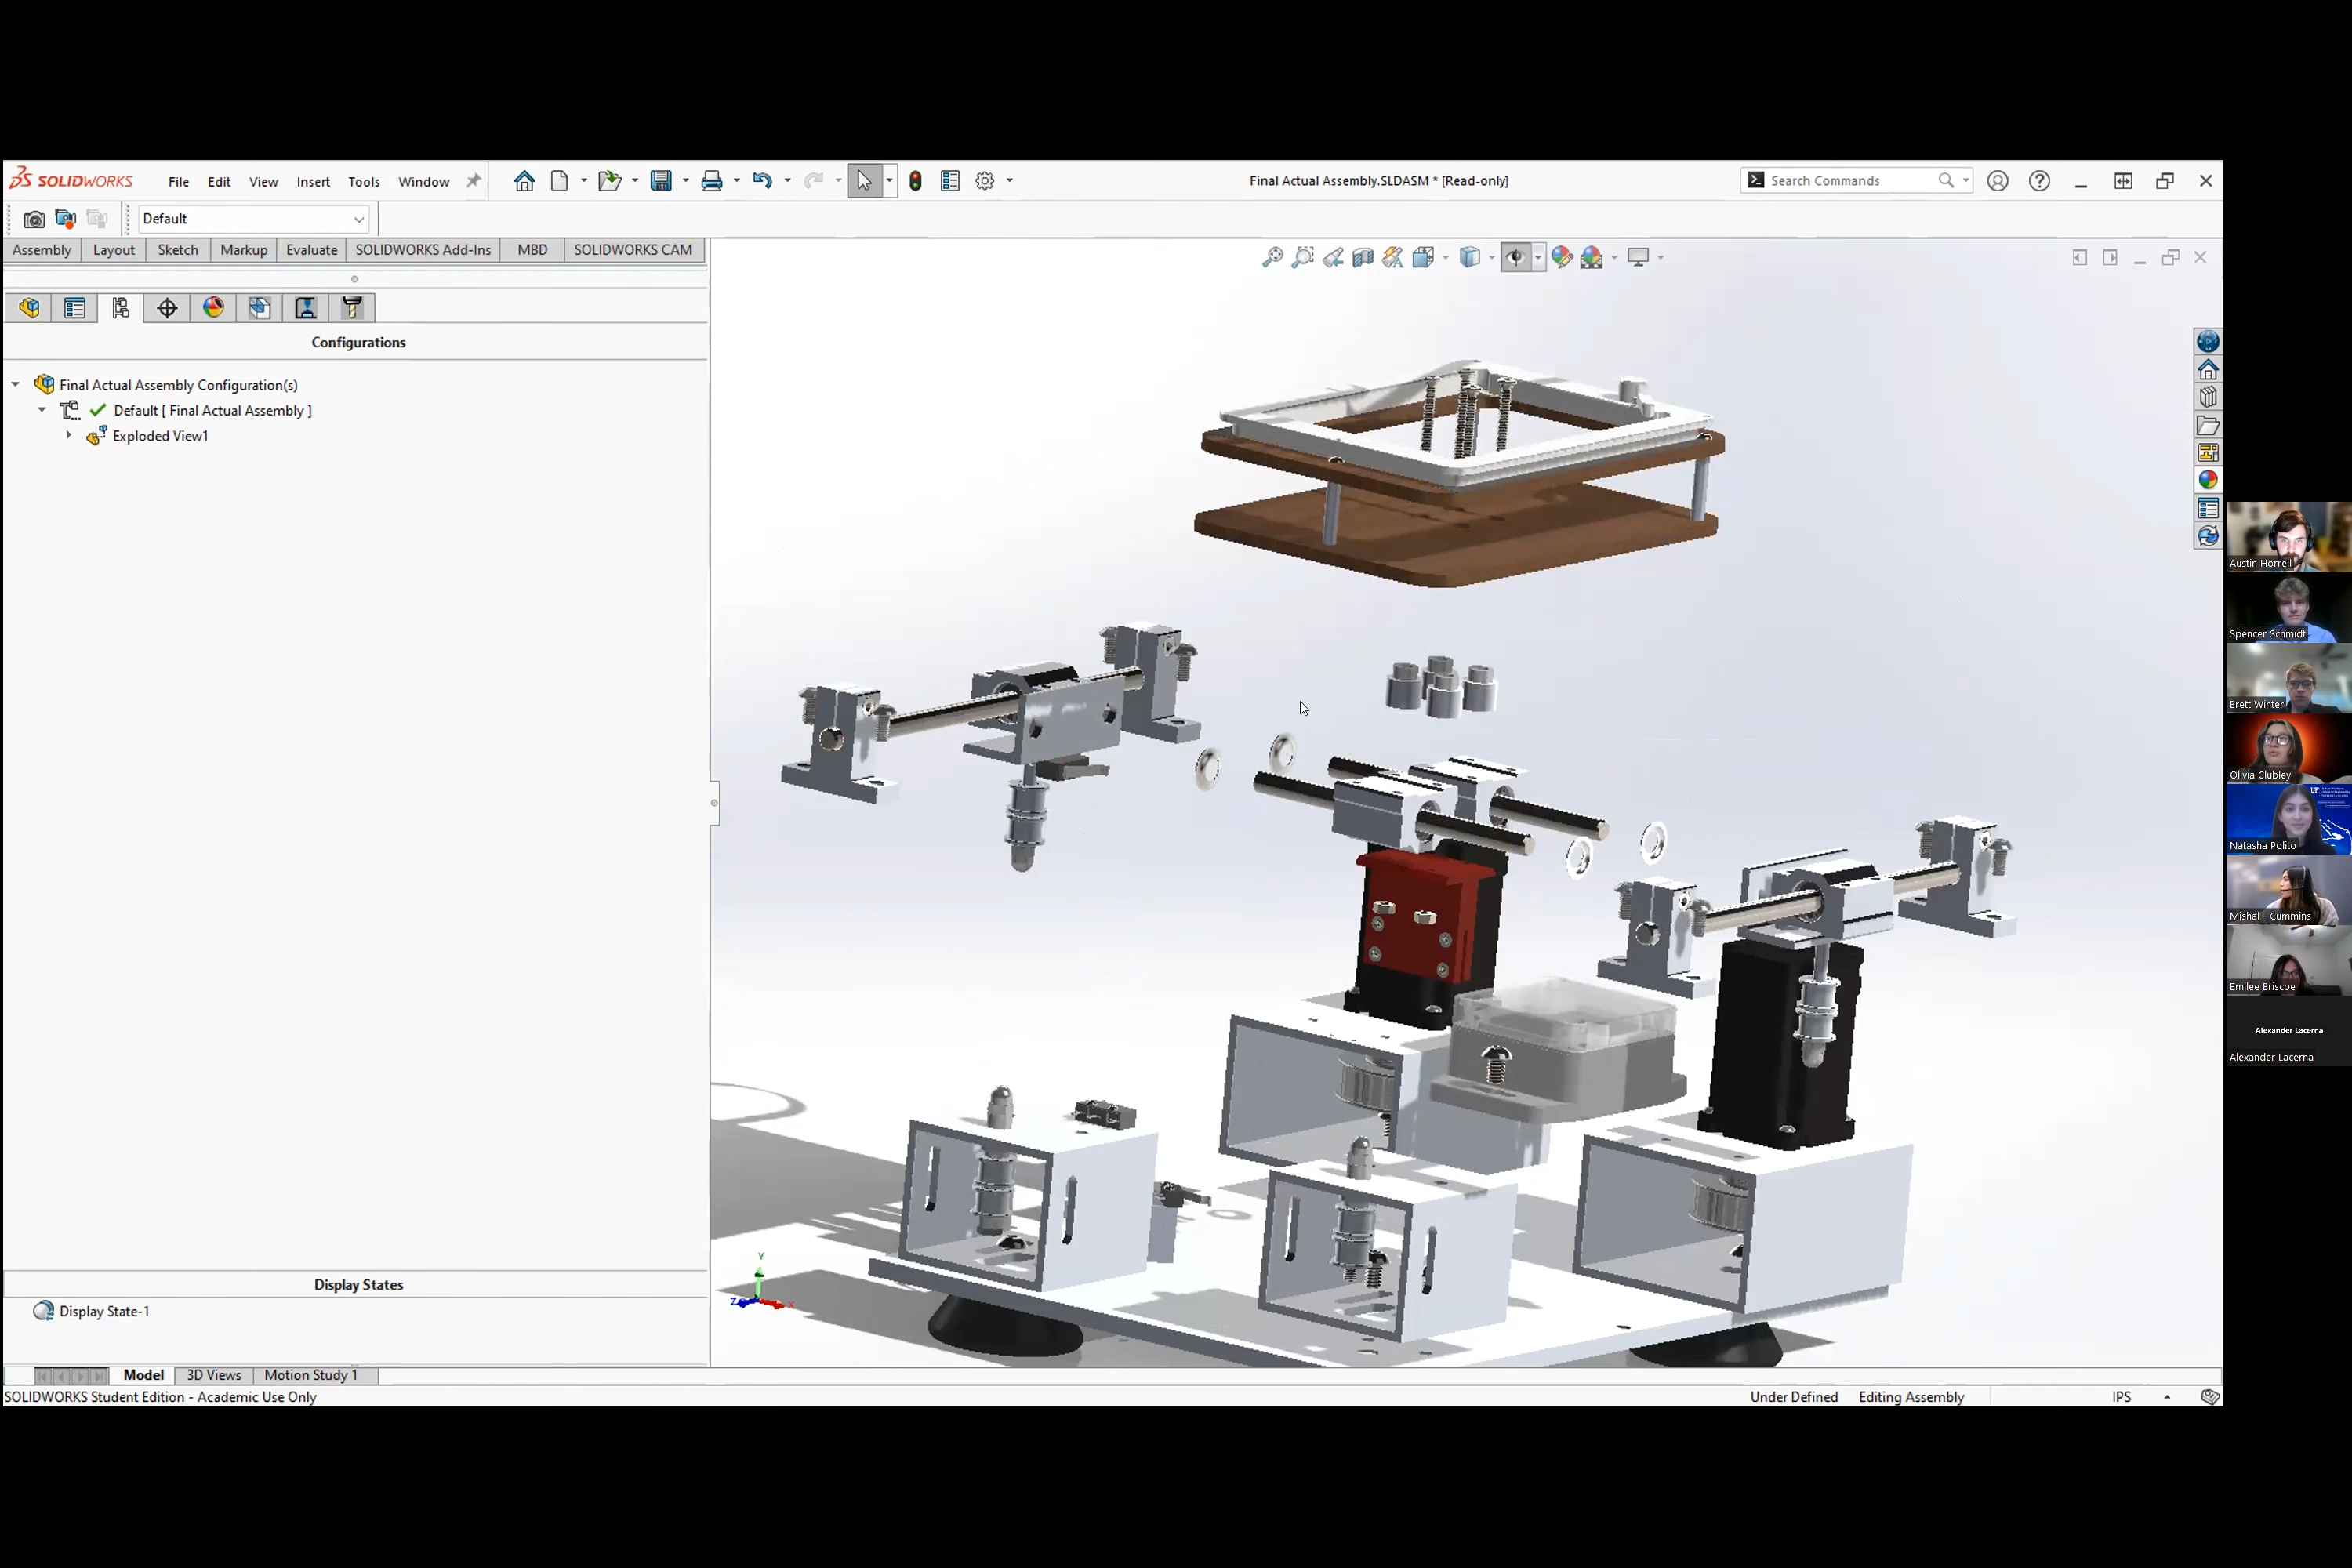 SOLIDWORKS File Edit View Insert Tools Window Final Actual Assembly.SLDASM * [Read-only] Search Commands
Default
Assembly Layout Sketch Markup Evaluate SOLIDWORKS Add-Ins MBD SOLIDWORKS CAM
Configurations
Final Actual Assembly Configuration(s)
Default [ Final Actual Assembly ]
Exploded View1
Austin Horrell
Spencer Schmidt
Brett Winter
Olivia Clubley
UF
Natasha Polito
Mishal - Cummins
Emilee Briscoe
Alexander Lacerna
Alexander Lacerna
Y
Z
X
Display States
Display State-1
Model 3D Views Motion Study 1
SOLIDWORKS Student Edition - Academic Use Only Under Defined Editing Assembly IPS